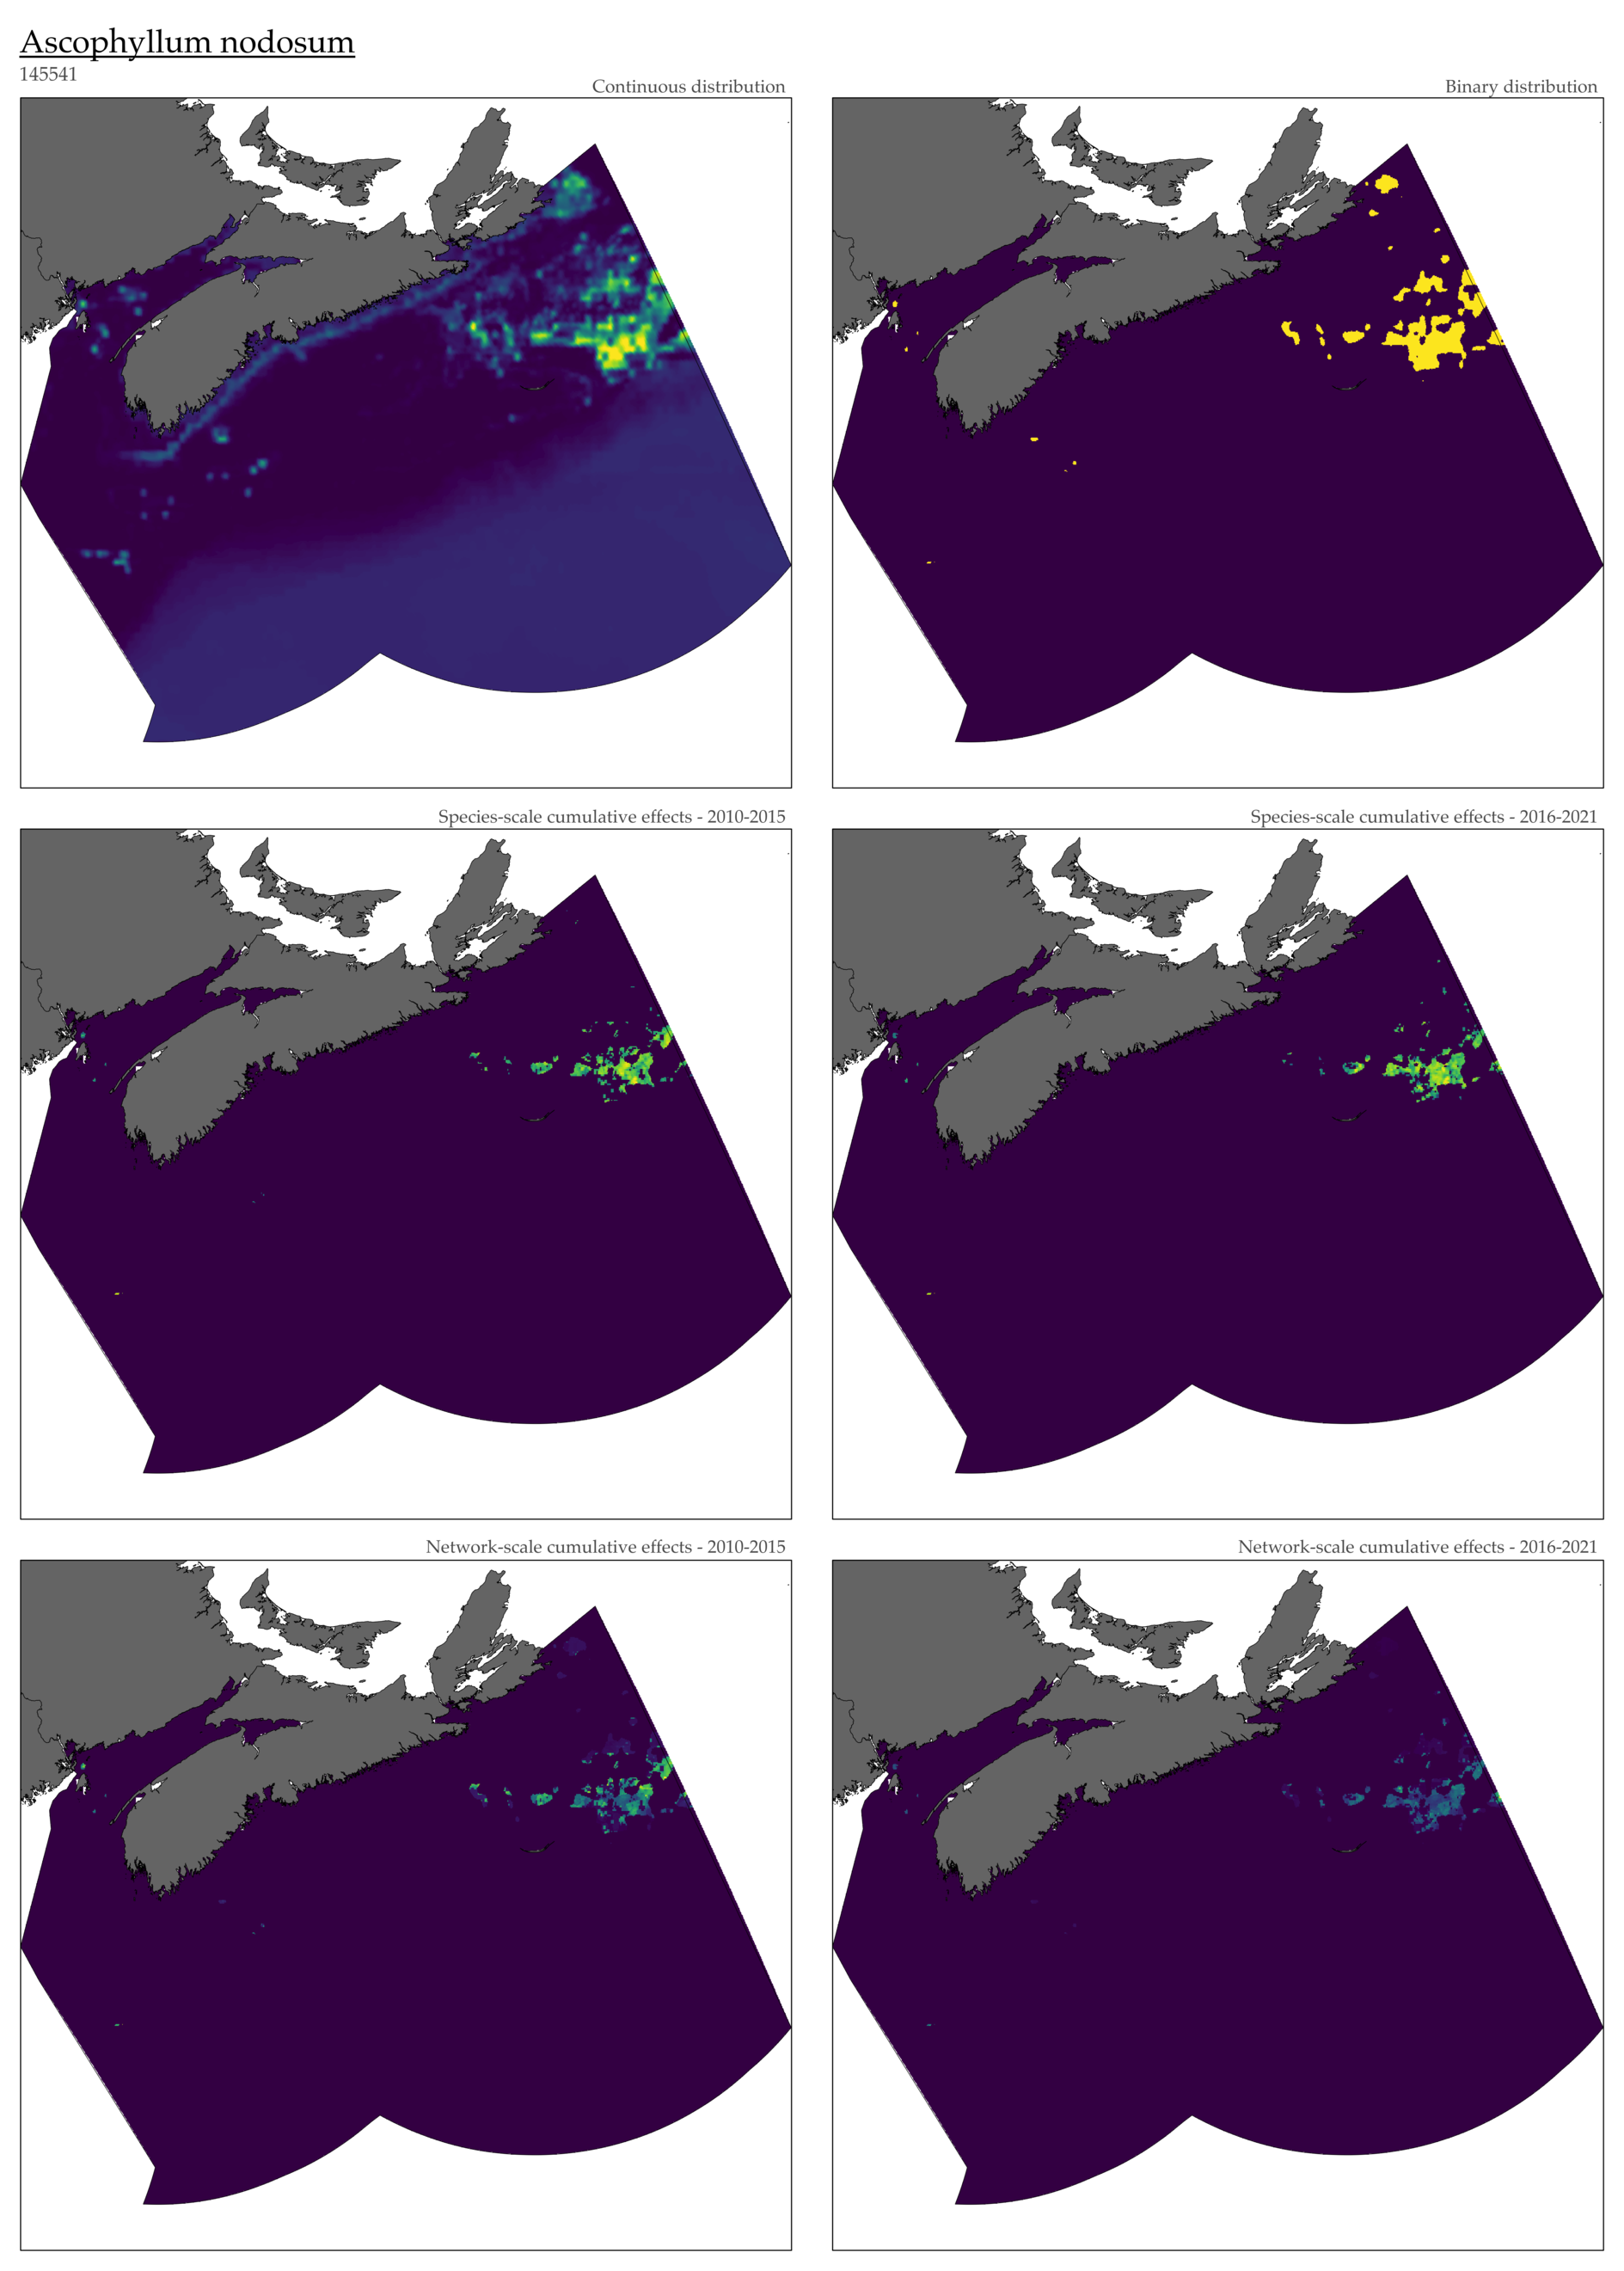 Ascophyllum nodosum
145541
Continuous distribution
Binary distribution
Species-scale cumulative effects - 2010-2015
Species-scale cumulative effects - 2016-2021
Network-scale cumulative effects - 2010-2015
Network-scale cumulative effects - 2016-2021